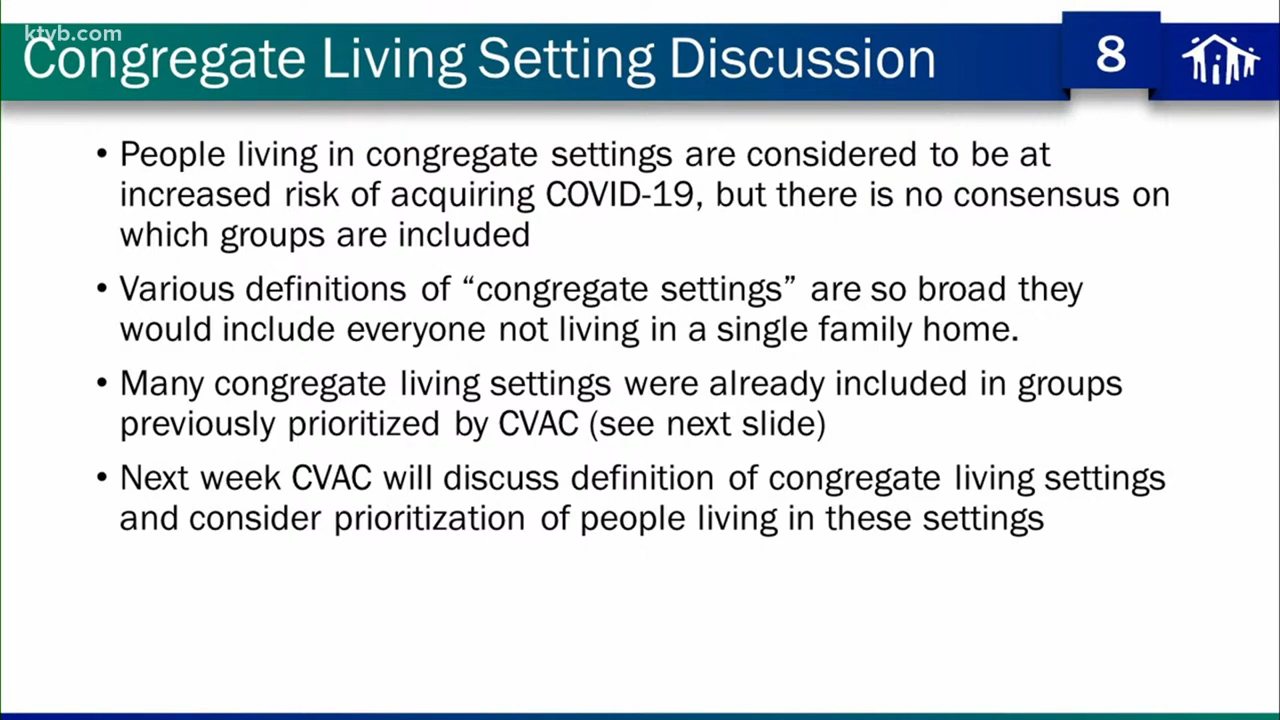 ktvb.com
Congregate Living Setting Discussion
8
• People living in congregate settings are considered to be at
increased risk of acquiring COVID-19, but there is no consensus on
which groups are included
• Various definitions of “congregate settings” are so broad they
would include everyone not living in a single family home.
• Many congregate living settings were already included in groups
previously prioritized by CVAC (see next slide)
• Next week CVAC will discuss definition of congregate living settings
and consider prioritization of people living in these settings